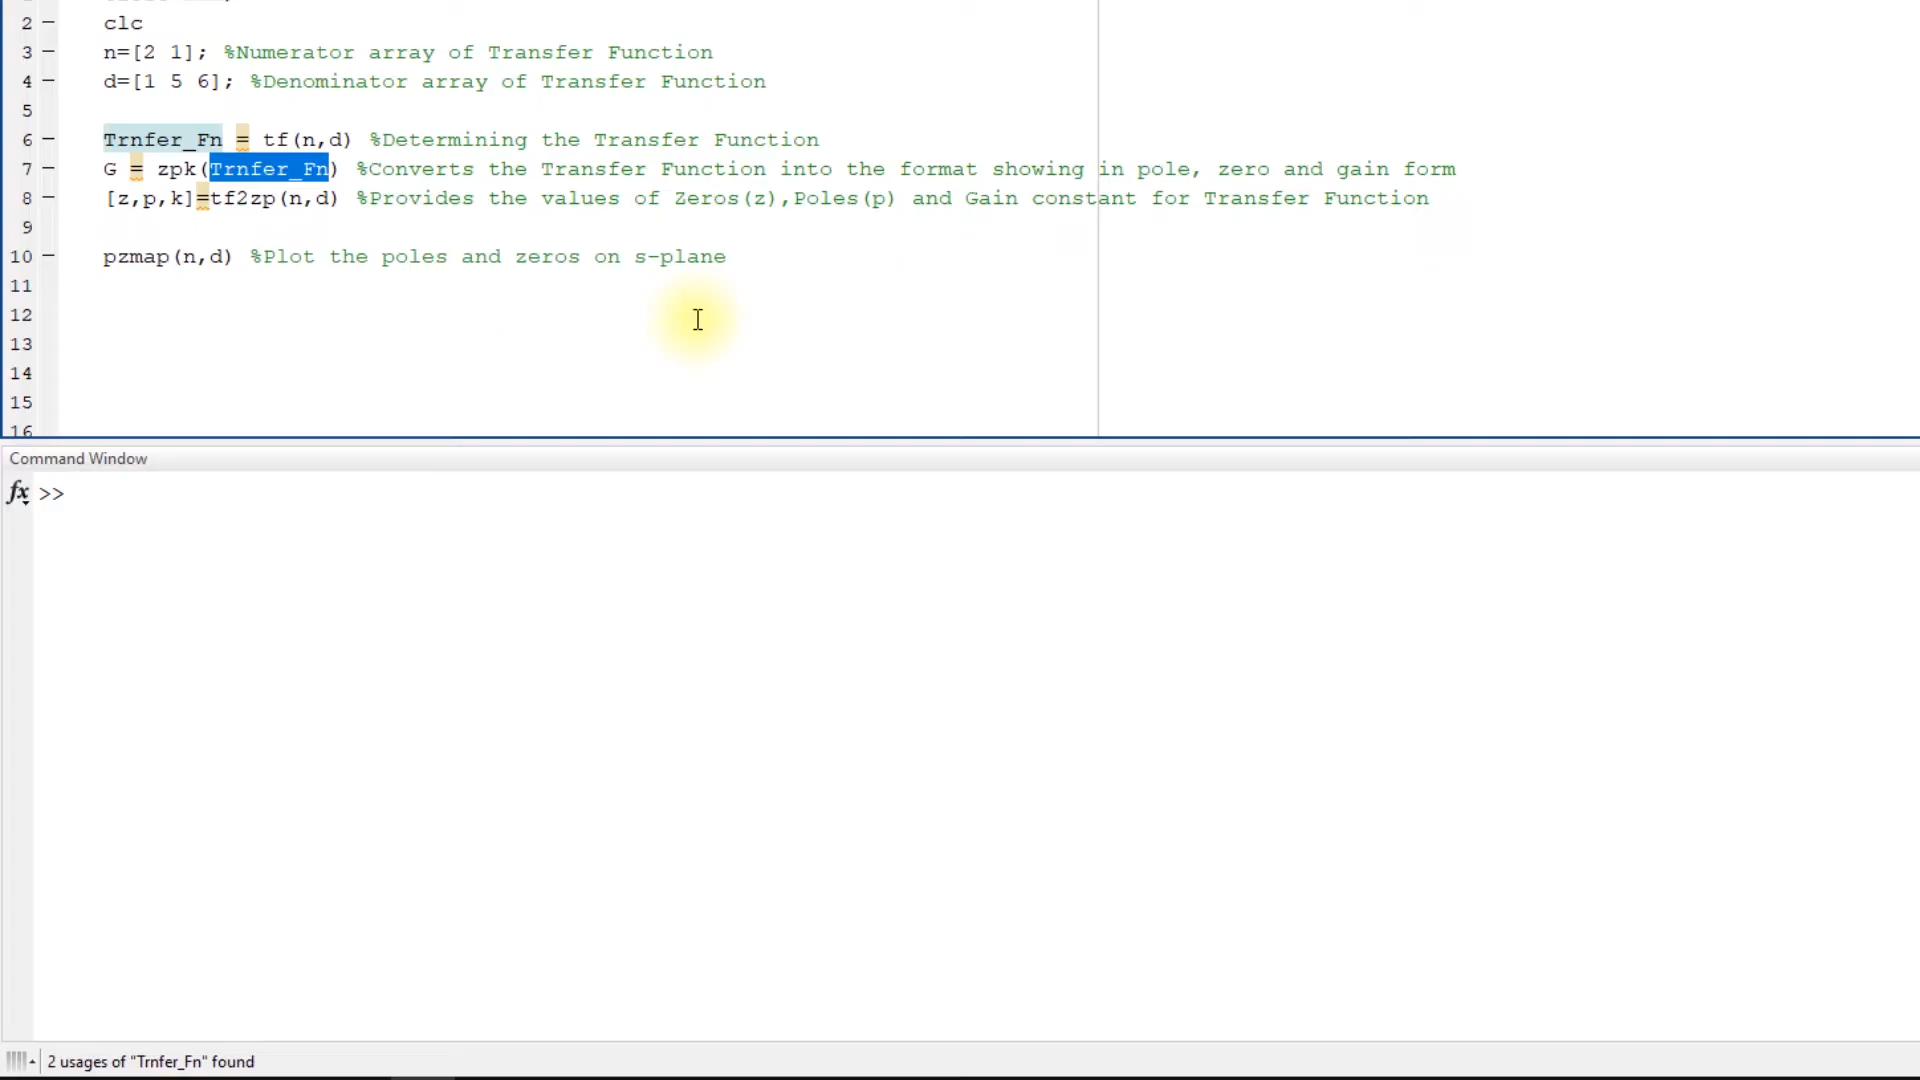 2 clc
3 n=[2 1]; %Numerator array of Transfer Function
4 d=[1 5 6]; %Denominator array of Transfer Function
5
6 Trnfer_Fn = tf(n,d) %Determining the Transfer Function
7 G = zpk(Trnfer_Fn) %Converts the Transfer Function into the format showing in pole, zero and gain form
8 [z,p,k]=tf2zp(n,d) %Provides the values of Zeros(z),Poles(p) and Gain constant for Transfer Function
9
10 pzmap(n,d) %Plot the poles and zeros on s-plane
11
12
13
14
15
16
Command Window
fx >>
2 usages of "Trnfer_Fn" found